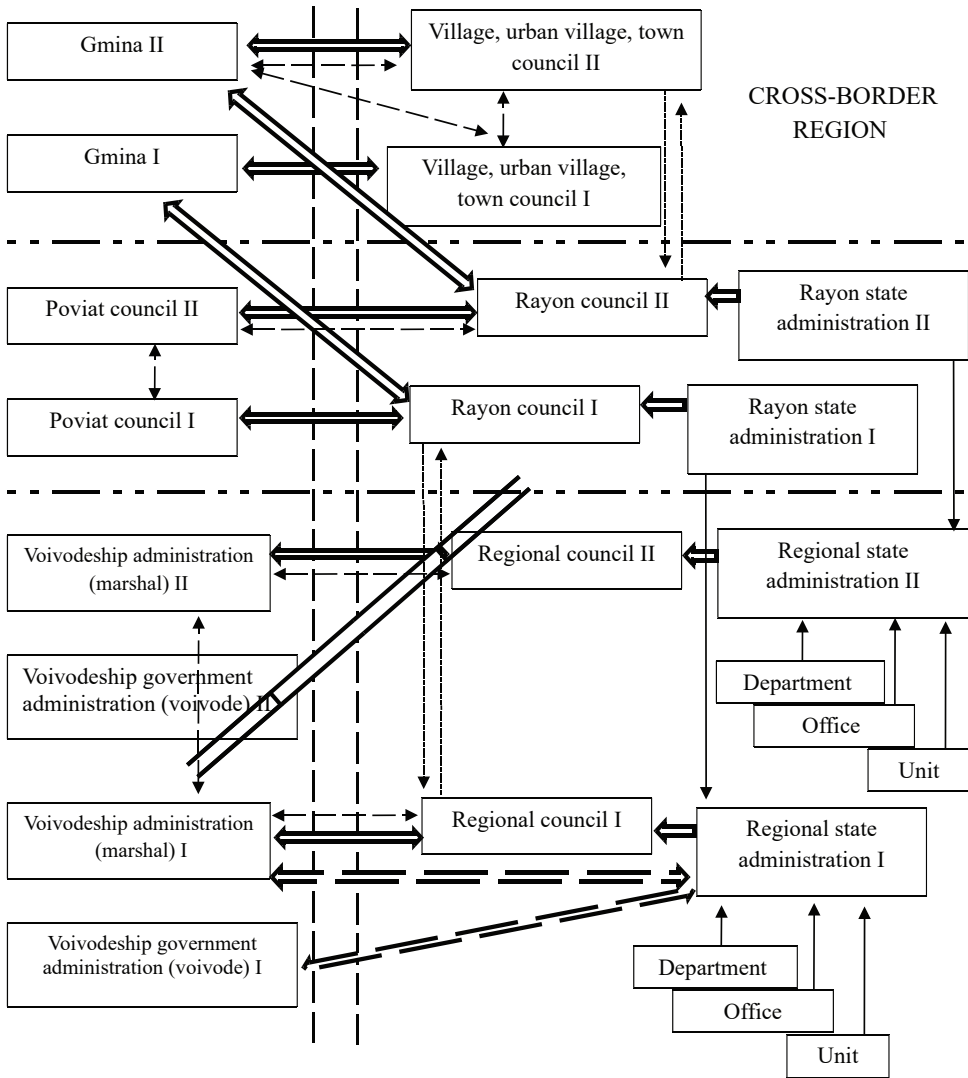 Gmina II
Village, urban village, town
council II
CROSS-BORDER
REGION
Gmina I
Village, urban village,
town council I
Poviat council II
Rayon council II
Rayon state
administration II
Poviat council I
Rayon council I
Rayon state
administration I
Voivodeship administration
(marshal) II
Regional council II
Regional state
administration II
Voivodeship government
administration (voivode) II
Department
Office
Unit
Voivodeship administration
(marshal) I
Regional council I
Regional state
administration I
Voivodeship government
administration (voivode) I
Department
Office
Unit